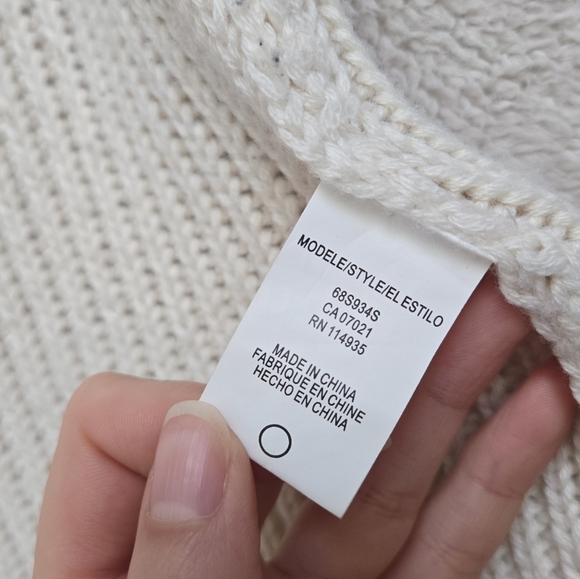 MODELE/STYLE/EL ESTILO
68S934S
CA 07021
RN 114935
MADE IN CHINA
FABRIQUE EN CHINE
HECHO EN CHINA